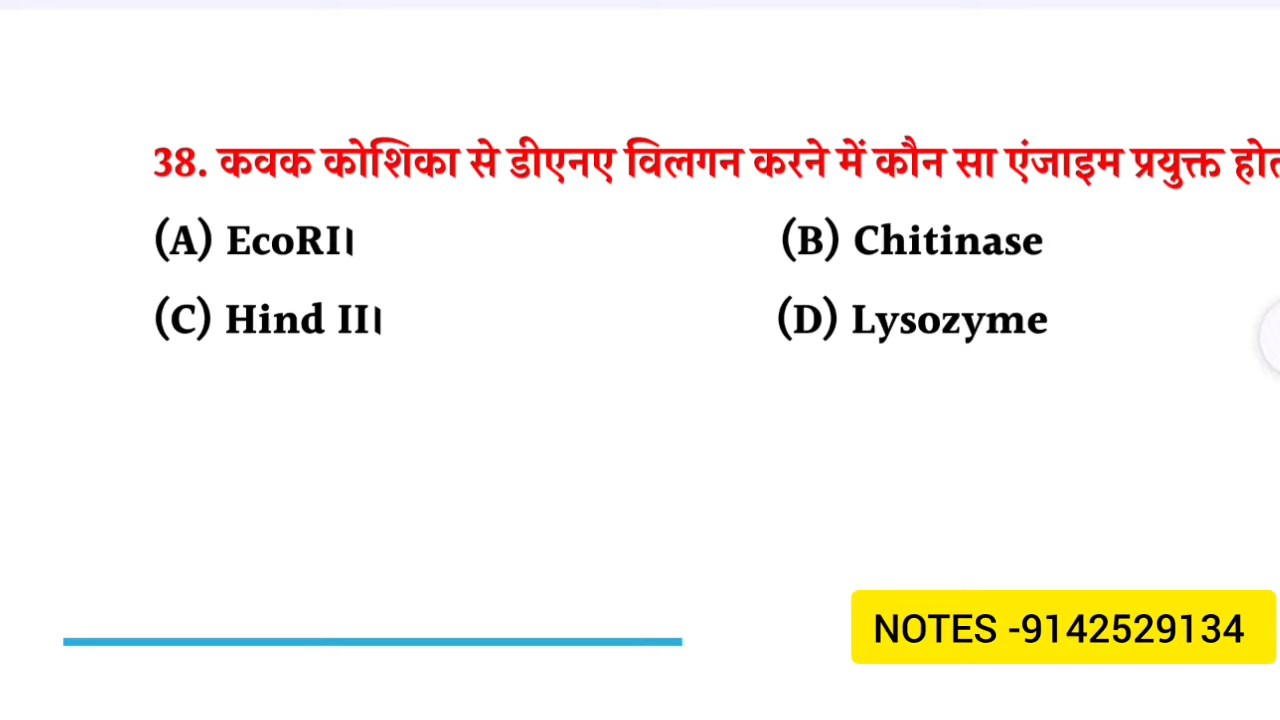 38. कवक कोशिका से डीएनए विलगन करने में कौन सा एंजाइम प्रयुक्त
(A) EcoRI। (B) Chitinase
(C) Hind II। (D) Lysozyme
NOTES -9142529134